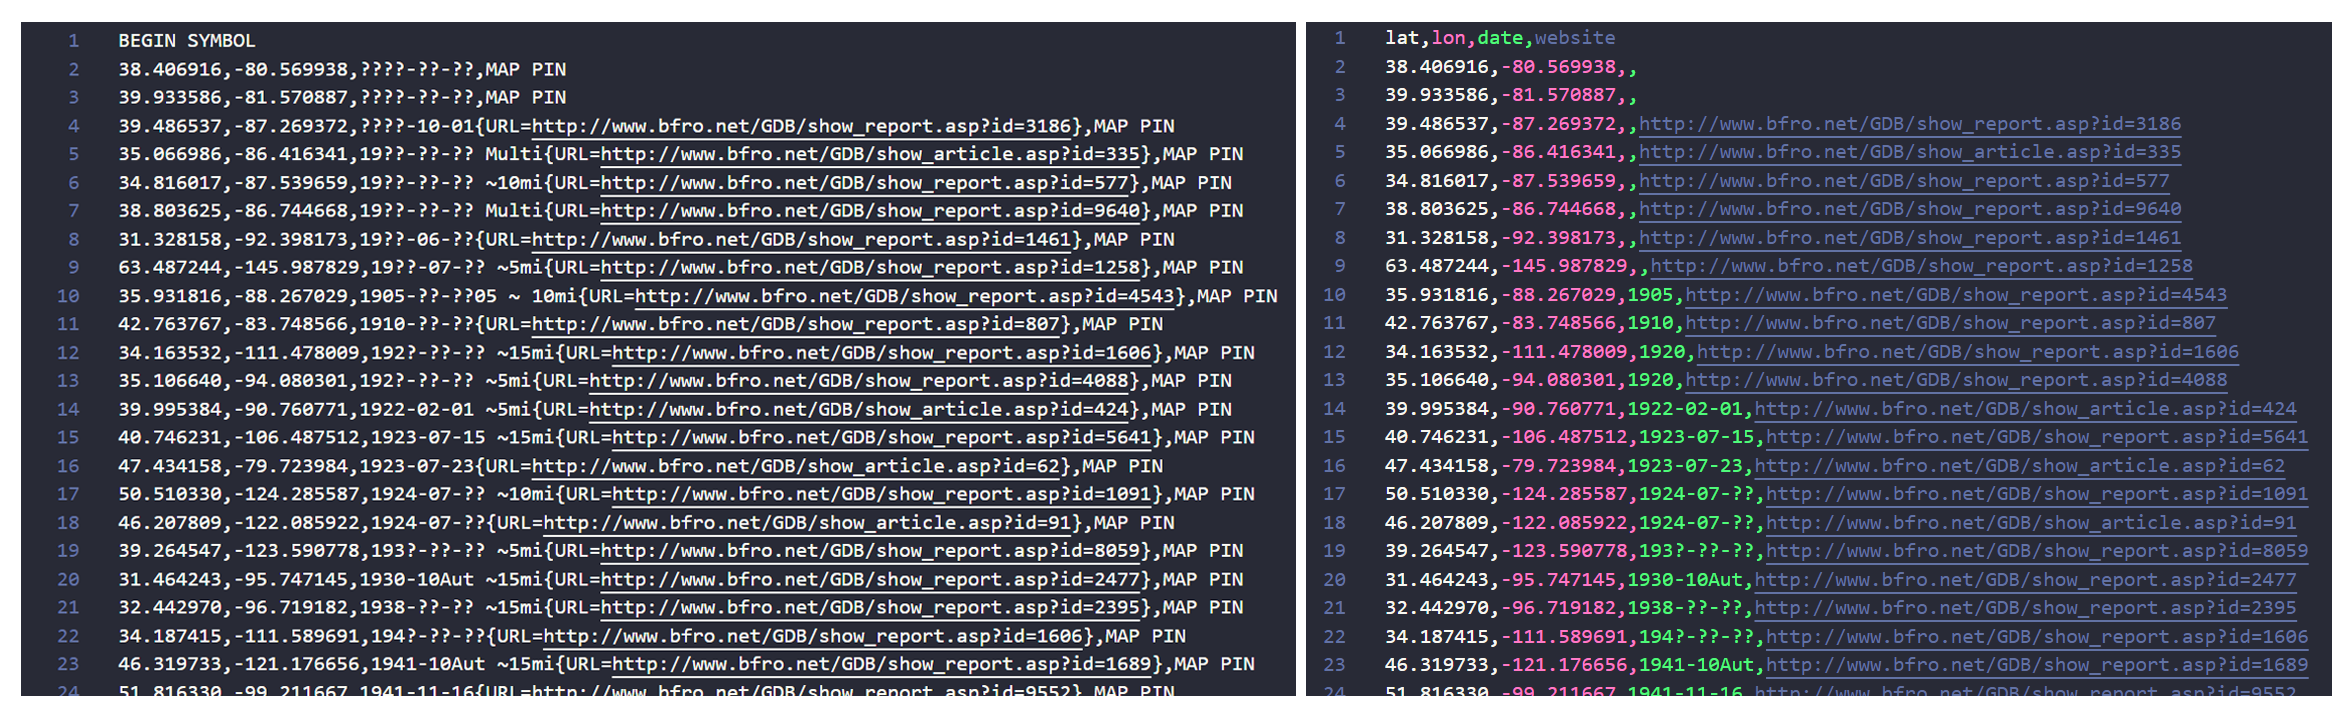 1 BEGIN SYMBOL
2 38.406916,-80.569938,????-??-??,MAP PIN
3 39.933586,-81.570887,????-??-??,MAP PIN
4 39.486537,-87.269372,????-10-01{URL=http://www.bfro.net/GDB/show_report.asp?id=3186},MAP PIN
5 35.066986,-86.416341,19??-??-?? Multi{URL=http://www.bfro.net/GDB/show_article.asp?id=335},MAP PIN
6 34.816017,-87.539659,19??-??-?? ~10mi{URL=http://www.bfro.net/GDB/show_report.asp?id=577},MAP PIN
7 38.803625,-86.744668,19??-??-?? Multi{URL=http://www.bfro.net/GDB/show_report.asp?id=9640},MAP PIN
8 31.328158,-92.398173,19??-06-??{URL=http://www.bfro.net/GDB/show_report.asp?id=1461},MAP PIN
9 63.487244,-145.987829,19??-07-?? ~5mi{URL=http://www.bfro.net/GDB/show_report.asp?id=1258},MAP PIN
10 35.931816,-88.267029,1905-??-??05 ~ 10mi{URL=http://www.bfro.net/GDB/show_report.asp?id=4543},MAP PIN
11 42.763767,-83.748566,1910-??-??{URL=http://www.bfro.net/GDB/show_report.asp?id=807},MAP PIN
12 34.163532,-111.478009,192?-??-?? ~15mi{URL=http://www.bfro.net/GDB/show_report.asp?id=1606},MAP PIN
13 35.106640,-94.080301,192?-??-?? ~5mi{URL=http://www.bfro.net/GDB/show_report.asp?id=4088},MAP PIN
14 39.995384,-90.760771,1922-02-01 ~5mi{URL=http://www.bfro.net/GDB/show_article.asp?id=424},MAP PIN
15 40.746231,-106.487512,1923-07-15 ~15mi{URL=http://www.bfro.net/GDB/show_report.asp?id=5641},MAP PIN
16 47.434158,-79.723984,1923-07-23{URL=http://www.bfro.net/GDB/show_article.asp?id=62},MAP PIN
17 50.510330,-124.285587,1924-07-?? ~10mi{URL=http://www.bfro.net/GDB/show_report.asp?id=1091},MAP PIN
18 46.207809,-122.085922,1924-07-??{URL=http://www.bfro.net/GDB/show_article.asp?id=91},MAP PIN
19 39.264547,-123.590778,193?-??-?? ~5mi{URL=http://www.bfro.net/GDB/show_report.asp?id=8059},MAP PIN
20 31.464243,-95.747145,1930-10Aut ~15mi{URL=http://www.bfro.net/GDB/show_report.asp?id=2477},MAP PIN
21 32.442970,-96.719182,1938-??-?? ~15mi{URL=http://www.bfro.net/GDB/show_report.asp?id=2395},MAP PIN
22 34.187415,-111.589691,194?-??-??{URL=http://www.bfro.net/GDB/show_report.asp?id=1606},MAP PIN
23 46.319733,-121.176656,1941-10Aut ~15mi{URL=http://www.bfro.net/GDB/show_report.asp?id=1689},MAP PIN
24 51.816330,-99.211667,1941-11-16{URL=http://www.bfro.net/GDB/show_report.asp?id=9552},MAP PIN
1 lat,lon,date,website
2 38.406916,-80.569938,,
3 39.933586,-81.570887,,
4 39.486537,-87.269372,,http://www.bfro.net/GDB/show_report.asp?id=3186
5 35.066986,-86.416341,,http://www.bfro.net/GDB/show_article.asp?id=335
6 34.816017,-87.539659,,http://www.bfro.net/GDB/show_report.asp?id=577
7 38.803625,-86.744668,,http://www.bfro.net/GDB/show_report.asp?id=9640
8 31.328158,-92.398173,,http://www.bfro.net/GDB/show_report.asp?id=1461
9 63.487244,-145.987829,,http://www.bfro.net/GDB/show_report.asp?id=1258
10 35.931816,-88.267029,1905,http://www.bfro.net/GDB/show_report.asp?id=4543
11 42.763767,-83.748566,1910,http://www.bfro.net/GDB/show_report.asp?id=807
12 34.163532,-111.478009,1920,http://www.bfro.net/GDB/show_report.asp?id=1606
13 35.106640,-94.080301,1920,http://www.bfro.net/GDB/show_report.asp?id=4088
14 39.995384,-90.760771,1922-02-01,http://www.bfro.net/GDB/show_article.asp?id=424
15 40.746231,-106.487512,1923-07-15,http://www.bfro.net/GDB/show_report.asp?id=5641
16 47.434158,-79.723984,1923-07-23,http://www.bfro.net/GDB/show_article.asp?id=62
17 50.510330,-124.285587,1924-07-??,http://www.bfro.net/GDB/show_report.asp?id=1091
18 46.207809,-122.085922,1924-07-??,http://www.bfro.net/GDB/show_article.asp?id=91
19 39.264547,-123.590778,193?-??-??,http://www.bfro.net/GDB/show_report.asp?id=8059
20 31.464243,-95.747145,1930-10Aut,http://www.bfro.net/GDB/show_report.asp?id=2477
21 32.442970,-96.719182,1938-??-??,http://www.bfro.net/GDB/show_report.asp?id=2395
22 34.187415,-111.589691,194?-??-??,http://www.bfro.net/GDB/show_report.asp?id=1606
23 46.319733,-121.176656,1941-10Aut,http://www.bfro.net/GDB/show_report.asp?id=1689
24 51.816330,-99.211667,1941-11-16,http://www.bfro.net/GDB/show_report.asp?id=9552